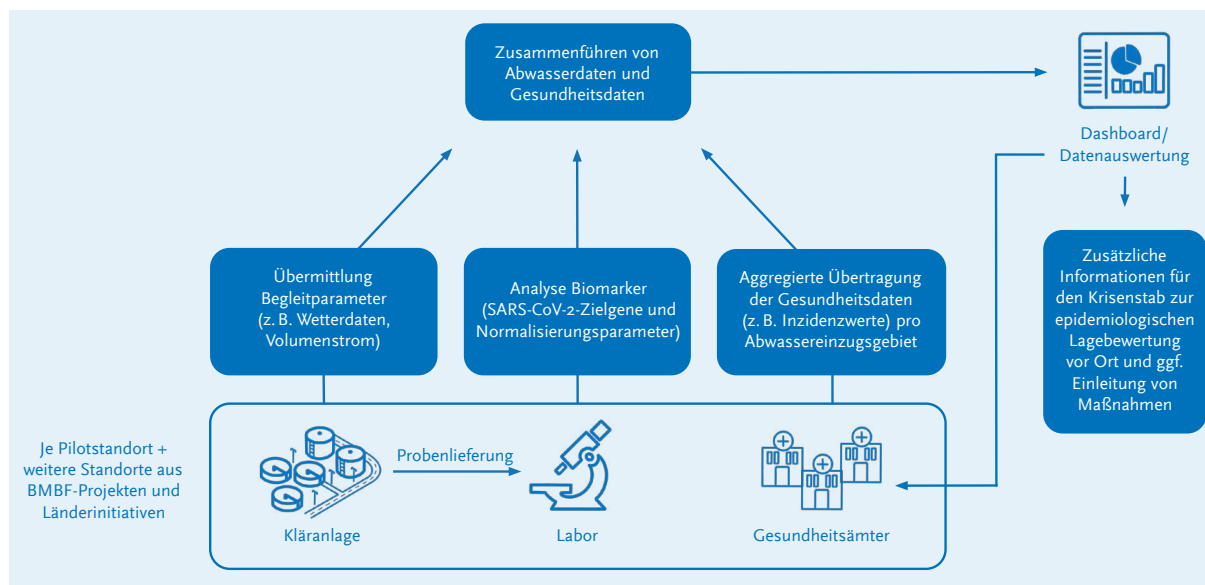 Zusammenführen von
Abwasserdaten und
Gesundheitsdaten
Dashboard/
Datenauswertung
Übermittlung
Begleitparameter
(z. B. Wetterdaten,
Volumenstrom)
Analyse Biomarker
(SARS-CoV-2-Zielgene und
Normalisierungsparameter)
Aggregierte Übertragung
der Gesundheitsdaten
(z. B. Inzidenzwerte) pro
Abwassereinzugsgebiet
Zusätzliche
Informationen für
den Krisenstab zur
epidemiologischen
Lagebewertung
vor Ort und ggf.
Einleitung von
Maßnahmen
Je Pilotstandort +
weitere Standorte aus
BMBF-Projekten und
Länderinitiativen
Probenlieferung
Kläranlage
Labor
Gesundheitsämter